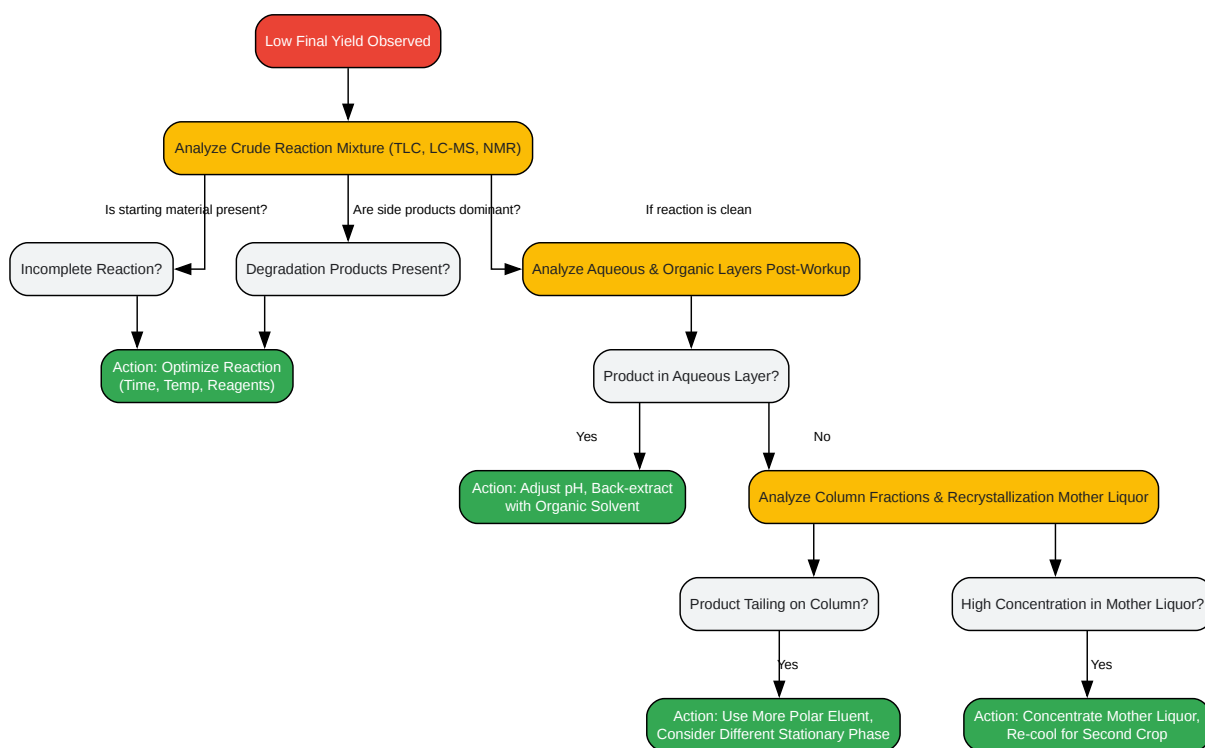 Low Final Yield Observed
Analyze Crude Reaction Mixture (TLC, LC-MS, NMR)
Is starting material present?
Are side products dominant?
If reaction is clean
Incomplete Reaction?
Degradation Products Present?
Analyze Aqueous & Organic Layers Post-Workup
Action: Optimize Reaction
(Time, Temp, Reagents)
Product in Aqueous Layer?
Yes
No
Action: Adjust pH, Back-extract
with Organic Solvent
Analyze Column Fractions & Recrystallization Mother Liquor
Product Tailing on Column?
High Concentration in Mother Liquor?
Yes
Yes
Action: Use More Polar Eluent,
Consider Different Stationary Phase
Action: Concentrate Mother Liquor,
Re-cool for Second Crop